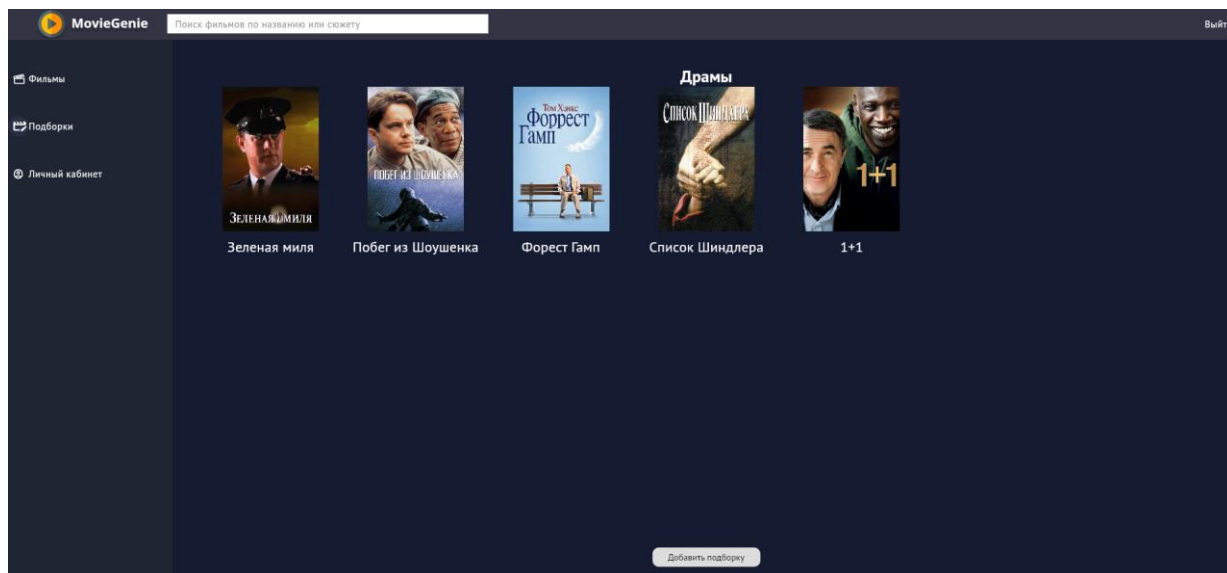 MovieGenie
Поиск фильмов по названию или сюжету
Выйт
Фильмы
Подборки
Личный кабинет
Драмы
ЗЕЛЕНАЯ МИЛЯ
ПОБЕГ ИЗ ШОУШЕНКА
Том Хэнкс
Форрест
Гамп
Список Шиндлера
1+1
Зеленая миля
Побег из Шоушенка
Форест Гамп
Список Шиндлера
1+1
Добавить подборку